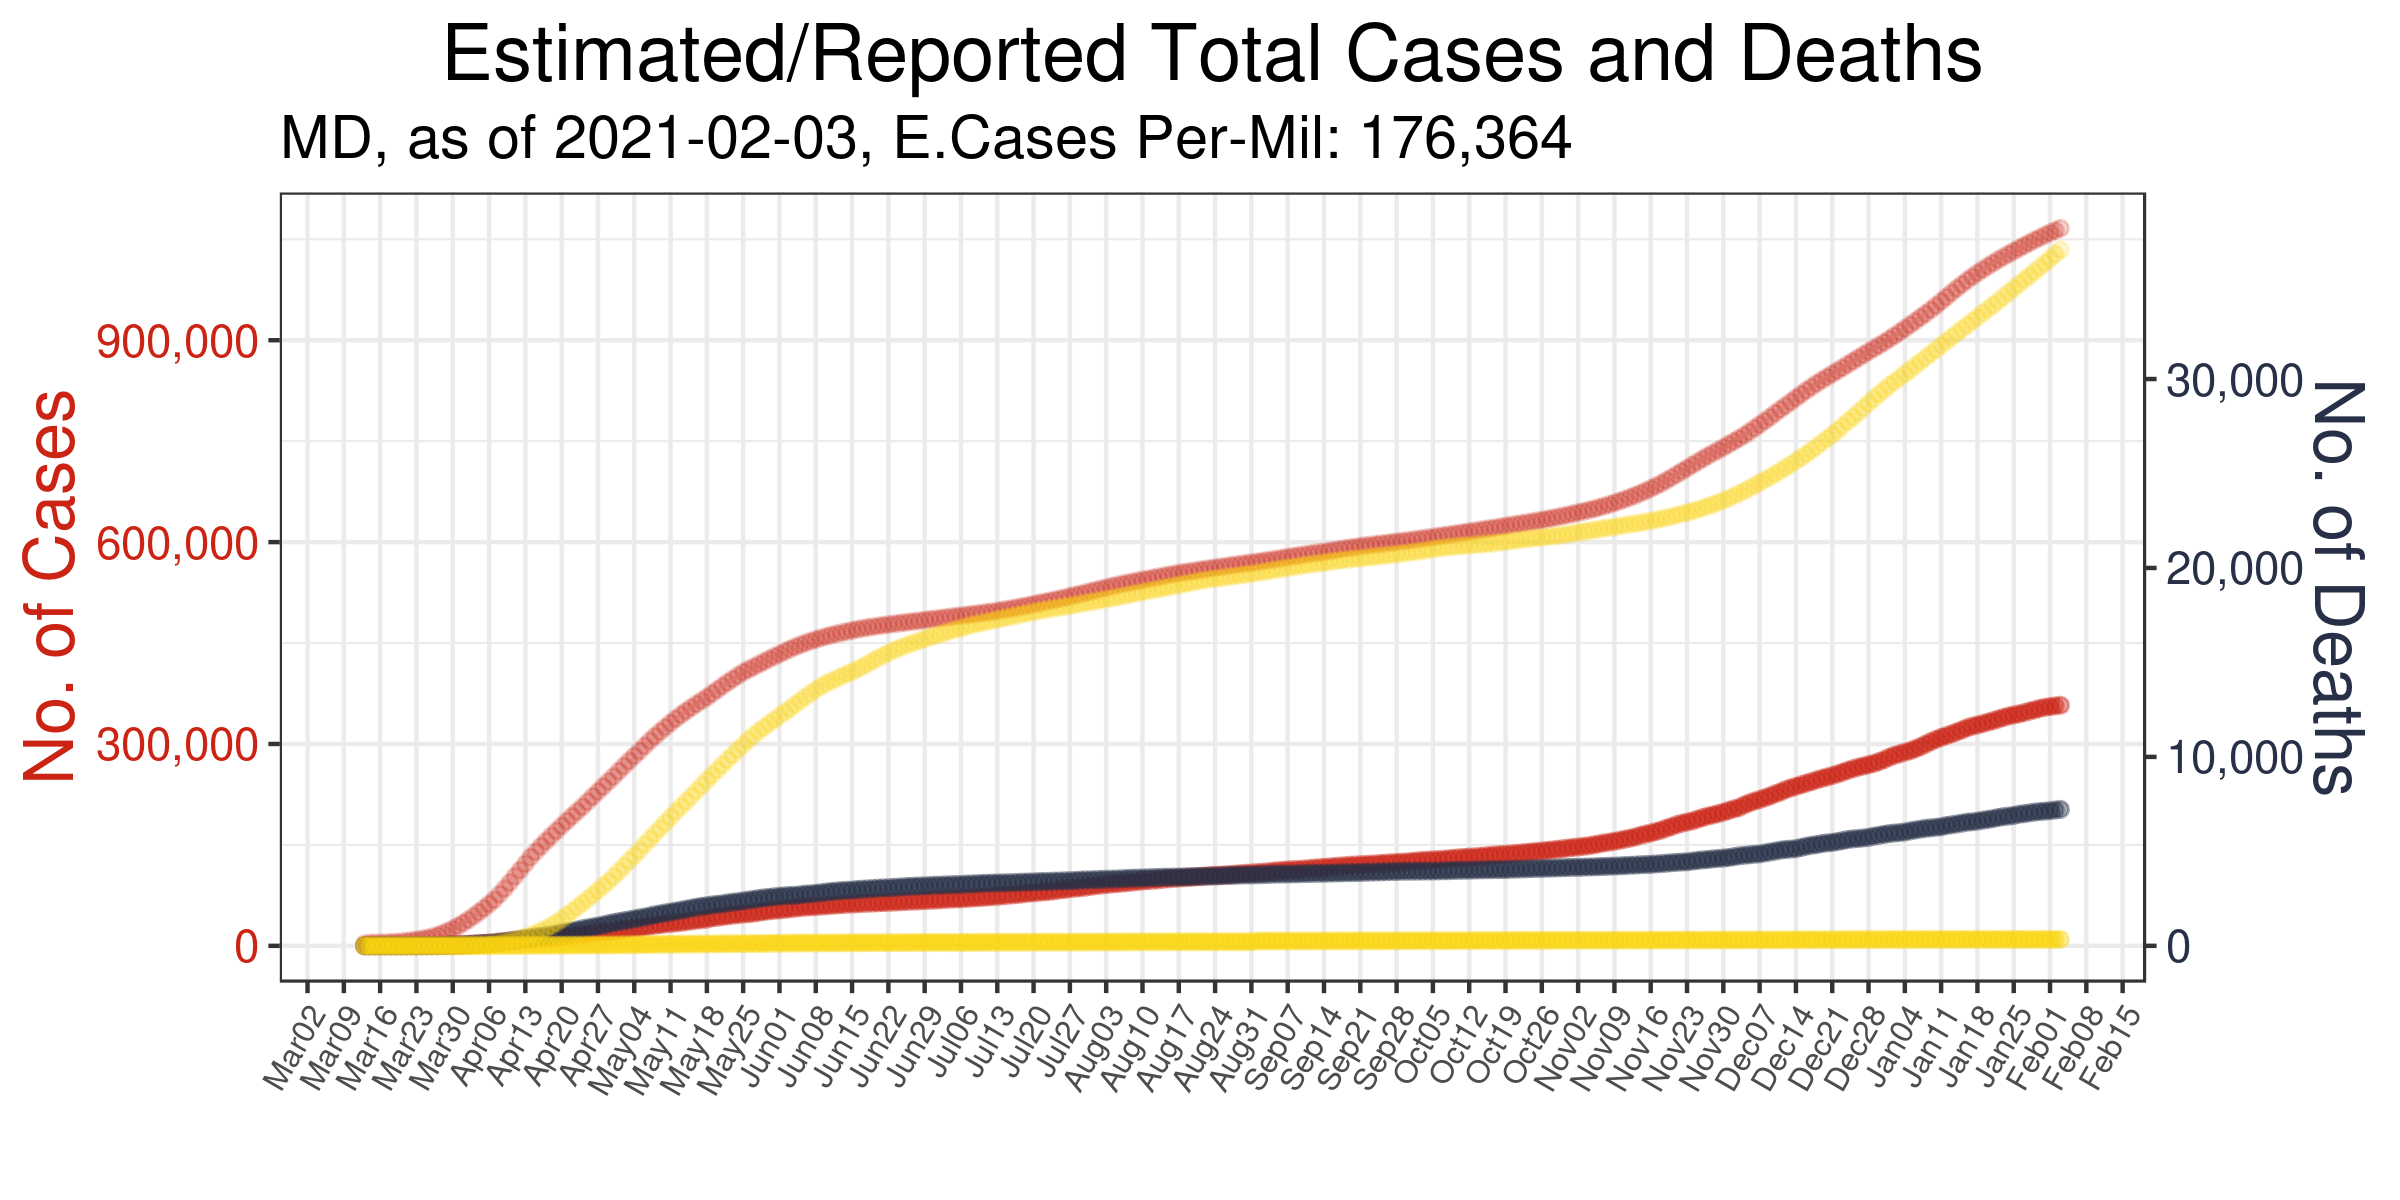 Estimated/Reported Total Cases and Deaths
MD, as of 2021-02-03, E.Cases Per-Mil: 176,364
No. of Cases
900,000
600,000
300,000
0
30,000
20,000
10,000
0
No. of Deaths
Mar02
Mar09
Mar16
Mar23
Mar30
Apr06
Apr13
Apr20
Apr27
May04
May11
May18
May25
Jun01
Jun08
Jun15
Jun22
Jun29
Jul06
Jul13
Jul20
Jul27
Aug03
Aug10
Aug17
Aug24
Aug31
Sep07
Sep14
Sep21
Sep28
Oct05
Oct12
Oct19
Oct26
Nov02
Nov09
Nov16
Nov23
Nov30
Dec07
Dec14
Dec21
Dec28
Jan04
Jan11
Jan18
Jan25
Feb01
Feb08
Feb15